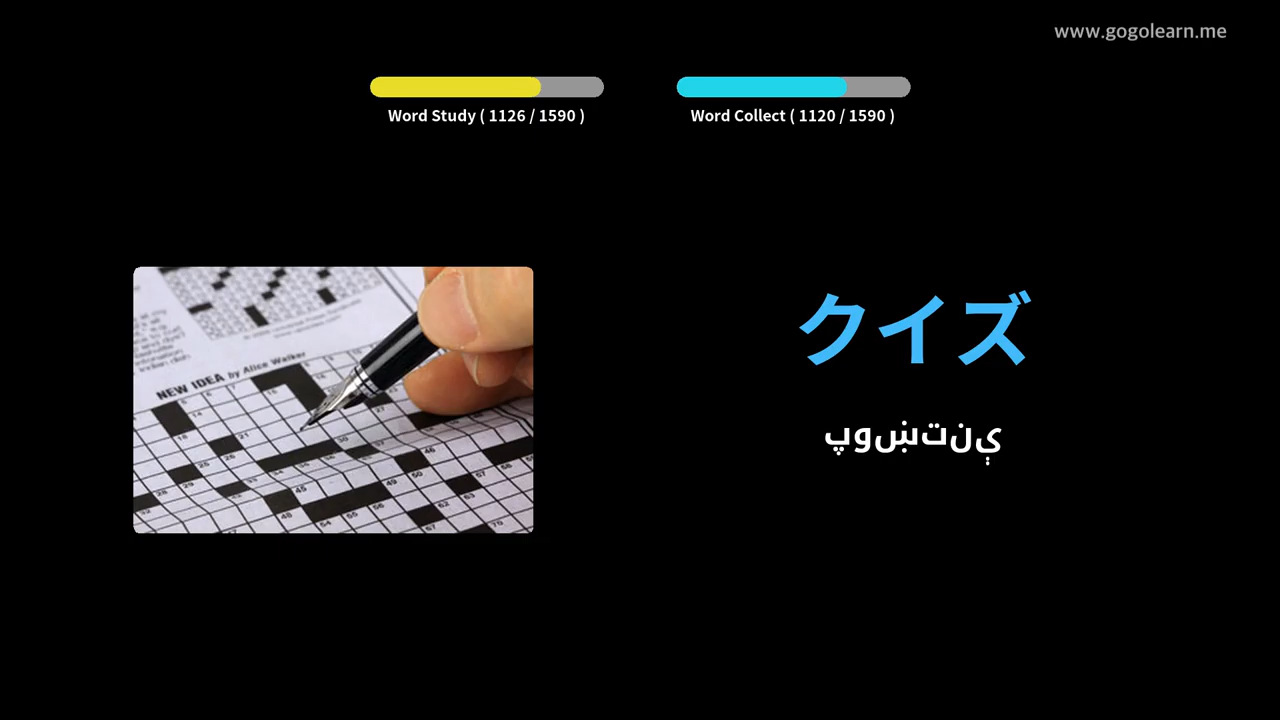 www.gogolearn.me
Word Study ( 1126 / 1590 )
Word Collect ( 1120 / 1590 )
NEW IDEA by Alice Walker
クイズ
پوښتنې